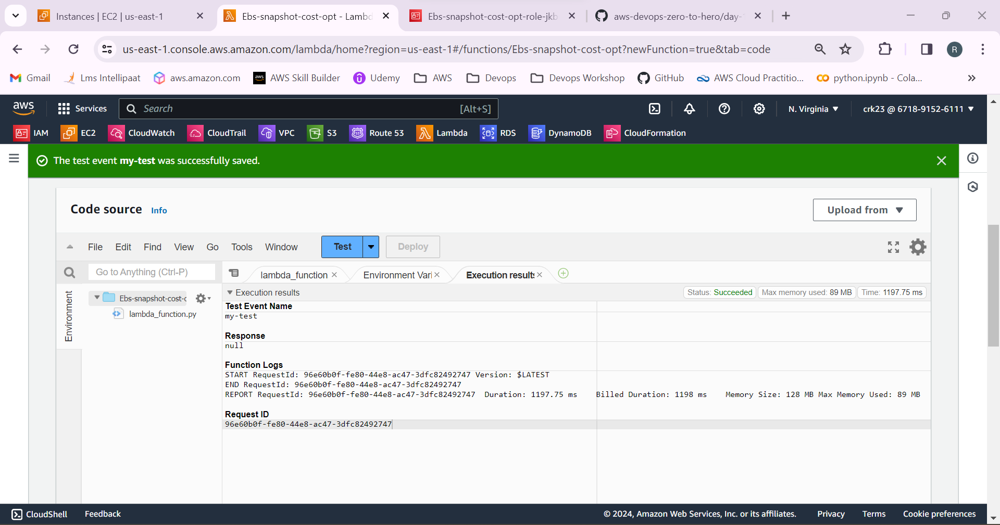 Instances | EC2 | us-east-1
Ebs-snapshot-cost-opt - Lambd
Ebs-snapshot-cost-opt-role-jkb
aws-devops-zero-to-hero/day-
us-east-1.console.aws.amazon.com/lambda/home?region=us-east-1#/functions/Ebs-snapshot-cost-opt?newFunction=true&tab=code
R
Gmail
Lms Intellipaat
aws.amazon.com
aws
AWS Skill Builder
Udemy
AWS
Devops
Devops Workshop
GitHub
AWS Cloud Practitio...
python.ipynb - Cola...
aws
Services
Search
[Alt+S]
N. Virginia
crk23 @ 6718-9152-6111
IAM
EC2
CloudWatch
CloudTrail
VPC
S3
Route 53
Lambda
RDS
DynamoDB
CloudFormation
The test event my-test was successfully saved.
Code source
Info
Upload from
File
Edit
Find
View
Go
Tools
Window
Test
Deploy
Go to Anything (Ctrl-P)
lambda_function
Environment Vari
Execution results
Environment
Ebs-snapshot-cost-o
lambda_function.py
Execution results
Status: Succeeded
Max memory used: 89 MB
Time: 1197.75 ms
Test Event Name
my-test
Response
null
Function Logs
START RequestId: 96e60b0f-fe80-44e8-ac47-3dfc82492747 Version: $LATEST
END RequestId: 96e60b0f-fe80-44e8-ac47-3dfc82492747
REPORT RequestId: 96e60b0f-fe80-44e8-ac47-3dfc82492747 Duration: 1197.75 ms Billed Duration: 1198 ms Memory Size: 128 MB Max Memory Used: 89 MB
Request ID
96e60b0f-fe80-44e8-ac47-3dfc82492747
CloudShell
Feedback
© 2024, Amazon Web Services, Inc. or its affiliates.
Privacy
Terms
Cookie preferences